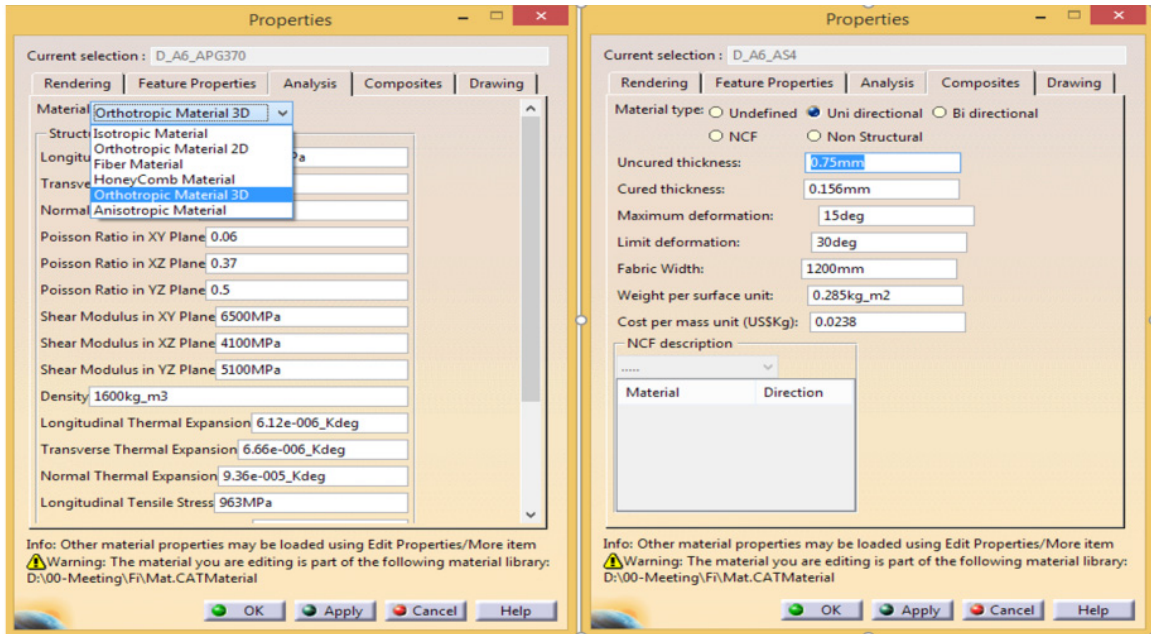 Properties
Current selection : D_A6_APG370
Rendering Feature Properties Analysis Composites Drawing
Material Orthotropic Material 3D
Isotropic Material
Orthotropic Material 2D
Fiber Material
HoneyComb Material
Orthotropic Material 3D
Anisotropic Material
Poisson Ratio in XY Plane 0.06
Poisson Ratio in XZ Plane 0.37
Poisson Ratio in YZ Plane 0.5
Shear Modulus in XY Plane 6500MPa
Shear Modulus in XZ Plane 4100MPa
Shear Modulus in YZ Plane 5100MPa
Density 1600kg_m3
Longitudinal Thermal Expansion 6.12e-006_Kdeg
Transverse Thermal Expansion 6.66e-006_Kdeg
Normal Thermal Expansion 9.36e-005_Kdeg
Longitudinal Tensile Stress 963MPa
Info: Other material properties may be loaded using Edit Properties/More item
Warning: The material you are editing is part of the following material library:
D:\00-Meeting\Fi\Mat.CATMaterial
OK Apply Cancel Help
Properties
Current selection : D_A6_AS4
Rendering Feature Properties Analysis Composites Drawing
Material type: Undefined Uni directional Bi directional
NCF Non Structural
Uncured thickness: 0.75mm
Cured thickness: 0.156mm
Maximum deformation: 15deg
Limit deformation: 30deg
Fabric Width: 1200mm
Weight per surface unit: 0.285kg_m2
Cost per mass unit (US$Kg): 0.0238
NCF description
.....
Material Direction
Info: Other material properties may be loaded using Edit Properties/More item
Warning: The material you are editing is part of the following material library:
D:\00-Meeting\Fi\Mat.CATMaterial
OK Apply Cancel Help